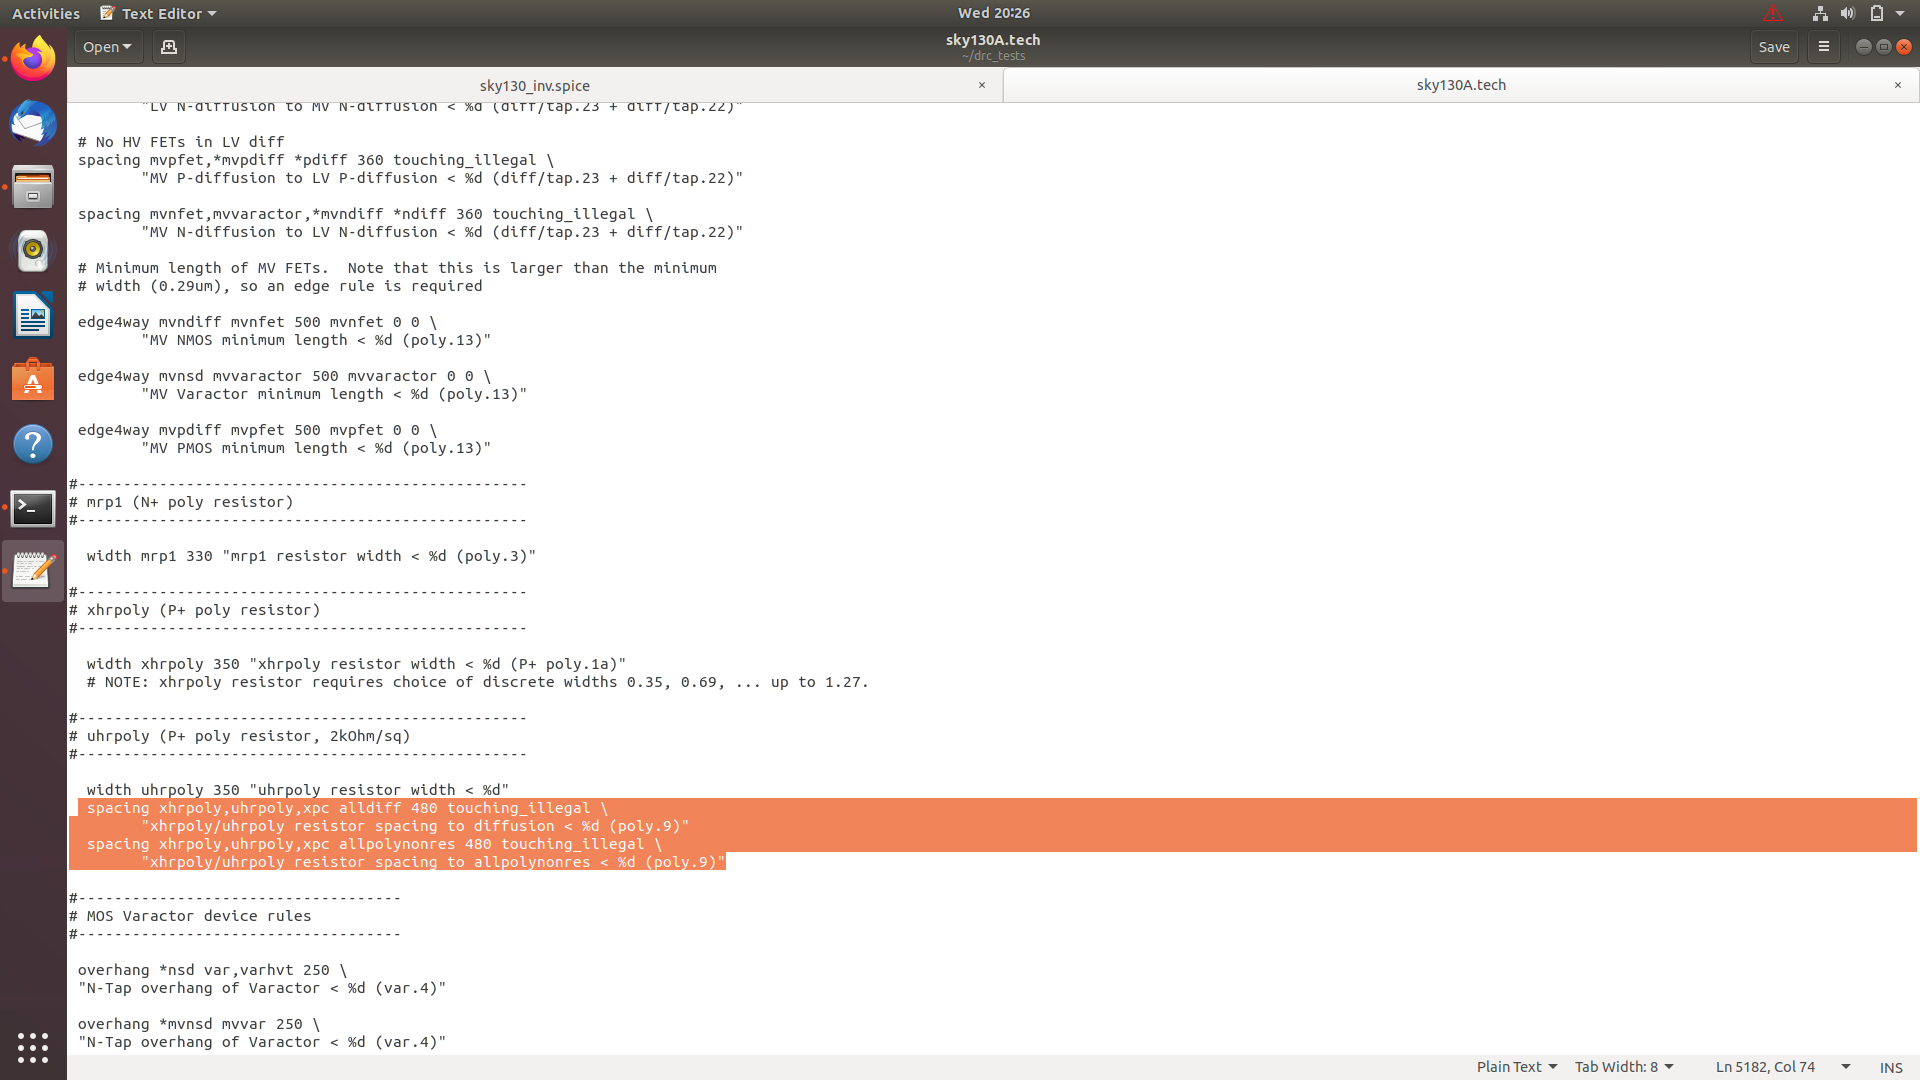 Activities
Text Editor
Wed 20:26
Open
sky130A.tech
~/drc_tests
Save
sky130_inv.spice
sky130A.tech
"LV N-diffusion to MV N-diffusion < %d (diff/tap.23 + diff/tap.22)"
# No HV FETs in LV diff
spacing mvpfet,*mvpdiff *pdiff 360 touching_illegal \
"MV P-diffusion to LV P-diffusion < %d (diff/tap.23 + diff/tap.22)"
spacing mvnfet,mvvaractor,*mvndiff *ndiff 360 touching_illegal \
"MV N-diffusion to LV N-diffusion < %d (diff/tap.23 + diff/tap.22)"
# Minimum length of MV FETs.  Note that this is larger than the minimum
# width (0.29um), so an edge rule is required
edge4way mvndiff mvnfet 500 mvnfet 0 0 \
"MV NMOS minimum length < %d (poly.13)"
edge4way mvnsd mvvaractor 500 mvvaractor 0 0 \
"MV Varactor minimum length < %d (poly.13)"
edge4way mvpdiff mvpfet 500 mvpfet 0 0 \
"MV PMOS minimum length < %d (poly.13)"
#--------------------------------------------------
# mrp1 (N+ poly resistor)
#--------------------------------------------------
width mrp1 330 "mrp1 resistor width < %d (poly.3)"
#--------------------------------------------------
# xhrpoly (P+ poly resistor)
#--------------------------------------------------
width xhrpoly 350 "xhrpoly resistor width < %d (P+ poly.1a)"
# NOTE: xhrpoly resistor requires choice of discrete widths 0.35, 0.69, ... up to 1.27.
#--------------------------------------------------
# uhrpoly (P+ poly resistor, 2kOhm/sq)
#--------------------------------------------------
width uhrpoly 350 "uhrpoly resistor width < %d"
spacing xhrpoly,uhrpoly,xpc alldiff 480 touching_illegal \
"xhrpoly/uhrpoly resistor spacing to diffusion < %d (poly.9)"
spacing xhrpoly,uhrpoly,xpc allpolynonres 480 touching_illegal \
"xhrpoly/uhrpoly resistor spacing to allpolynonres < %d (poly.9)"
#------------------------------------
# MOS Varactor device rules
#------------------------------------
overhang *nsd var,varhvt 250 \
"N-Tap overhang of Varactor < %d (var.4)"
overhang *mvnsd mvvar 250 \
"N-Tap overhang of Varactor < %d (var.4)"
Plain Text
Tab Width: 8
Ln 5182, Col 74
INS